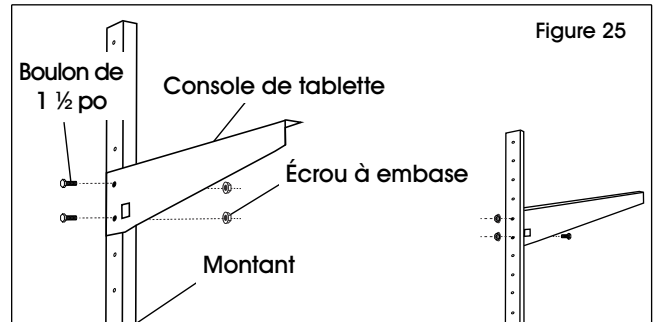 Figure 25
Boulon de
1 ½ po
Console de tablette
Écrou à embase
Montant